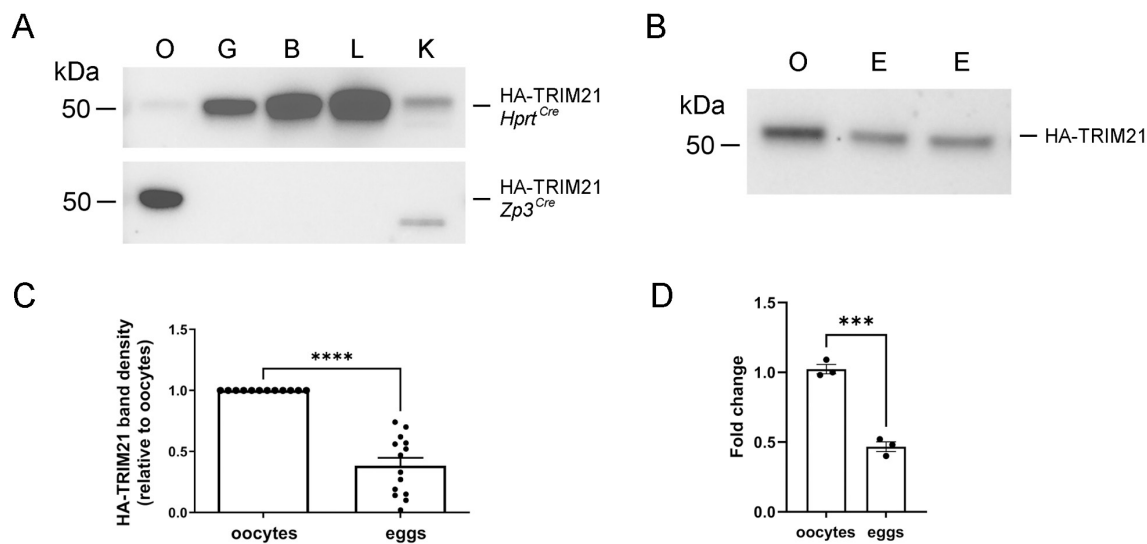 A
O G B L K
kDa
50
HA-TRIM21
Hprt Cre
50
HA-TRIM21
Zp3 Cre
B
O E E
kDa
50
HA-TRIM21
C
HA-TRIM21 band density
(relative to oocytes)
1.5
1.0
0.5
0.0
****
oocytes eggs
D
Fold change
1.5
1.0
0.5
0.0
***
oocytes eggs